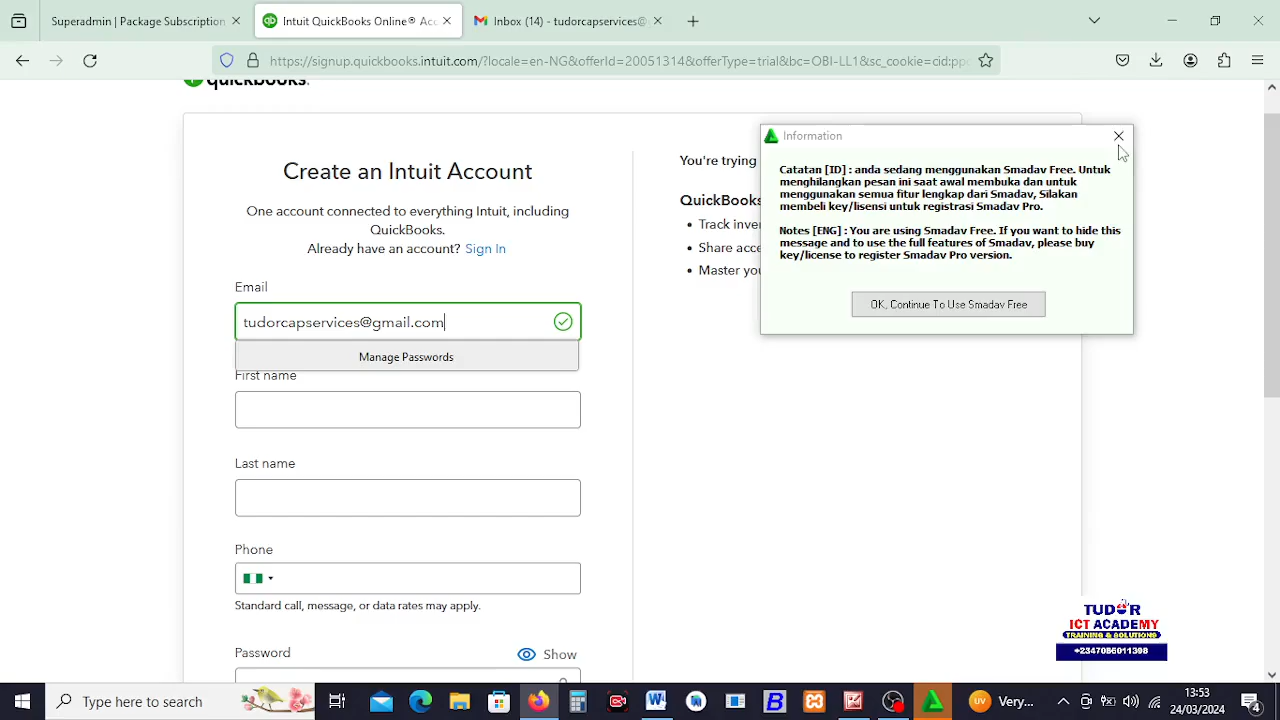 Superadmin | Package Subscription
Intuit QuickBooks Online® Acc
Inbox (14) - tudorcapservices@
https://signup.quickbooks.intuit.com/?locale=en-NG&offerId=20051314&offerType=trial&bc=OBI-LL1&sc_cookie=cid:ppc
quickbooks.
Create an Intuit Account
One account connected to everything Intuit, including
QuickBooks.
Already have an account? Sign In
Email
tudorcapservices@gmail.com
Manage Passwords
First name
Last name
Phone
Standard call, message, or data rates may apply.
Password
Show
You're trying
QuickBooks
• Track inven
• Share acce
• Master you
Information
Catatan [ID] : anda sedang menggunakan Smadav Free. Untuk
menghilangkan pesan ini saat awal membuka dan untuk
menggunakan semua fitur lengkap dari Smadav, Silakan
membeli key/lisensi untuk registrasi Smadav Pro.
Notes [ENG] : You are using Smadav Free. If you want to hide this
message and to use the full features of Smadav, please buy
key/license to register Smadav Pro version.
OK, Continue To Use Smadav Free
TUDOR
ICT ACADEMY
TRAINING & SOLUTIONS
+2347086011398
Type here to search
UV
Very...
13:53
24/03/2024
4